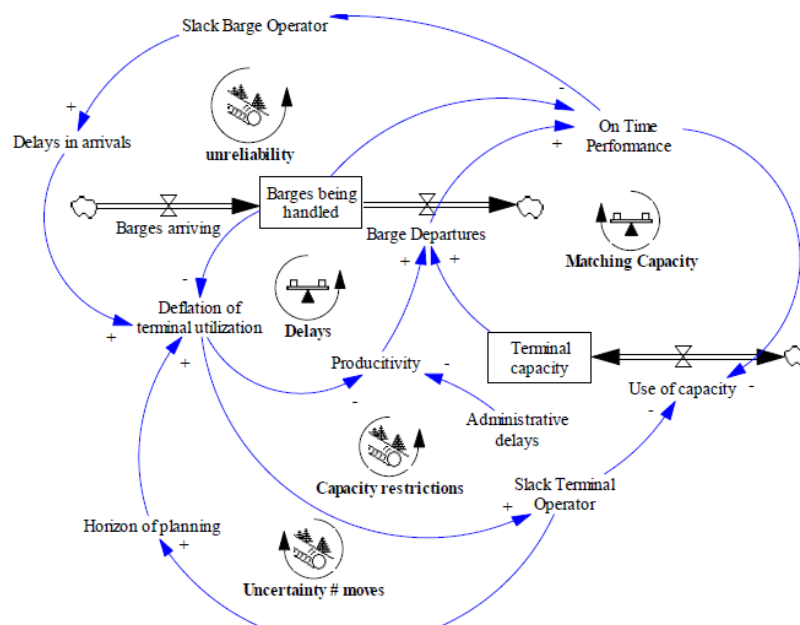 Slack Barge Operator
-
+
Delays in arrivals
On Time
Performance
+
unreliability
Barges being
handled
Barges arriving
Barge Departures
Matching Capacity
-
+
+
Deflation of
terminal utilization
+
+
Delays
Producitivity
-
-
Terminal
capacity
Use of capacity
-
-
Administrative
delays
Capacity restrictions
Slack Terminal
Operator
+
Horizon of planning
+
Uncertainty # moves